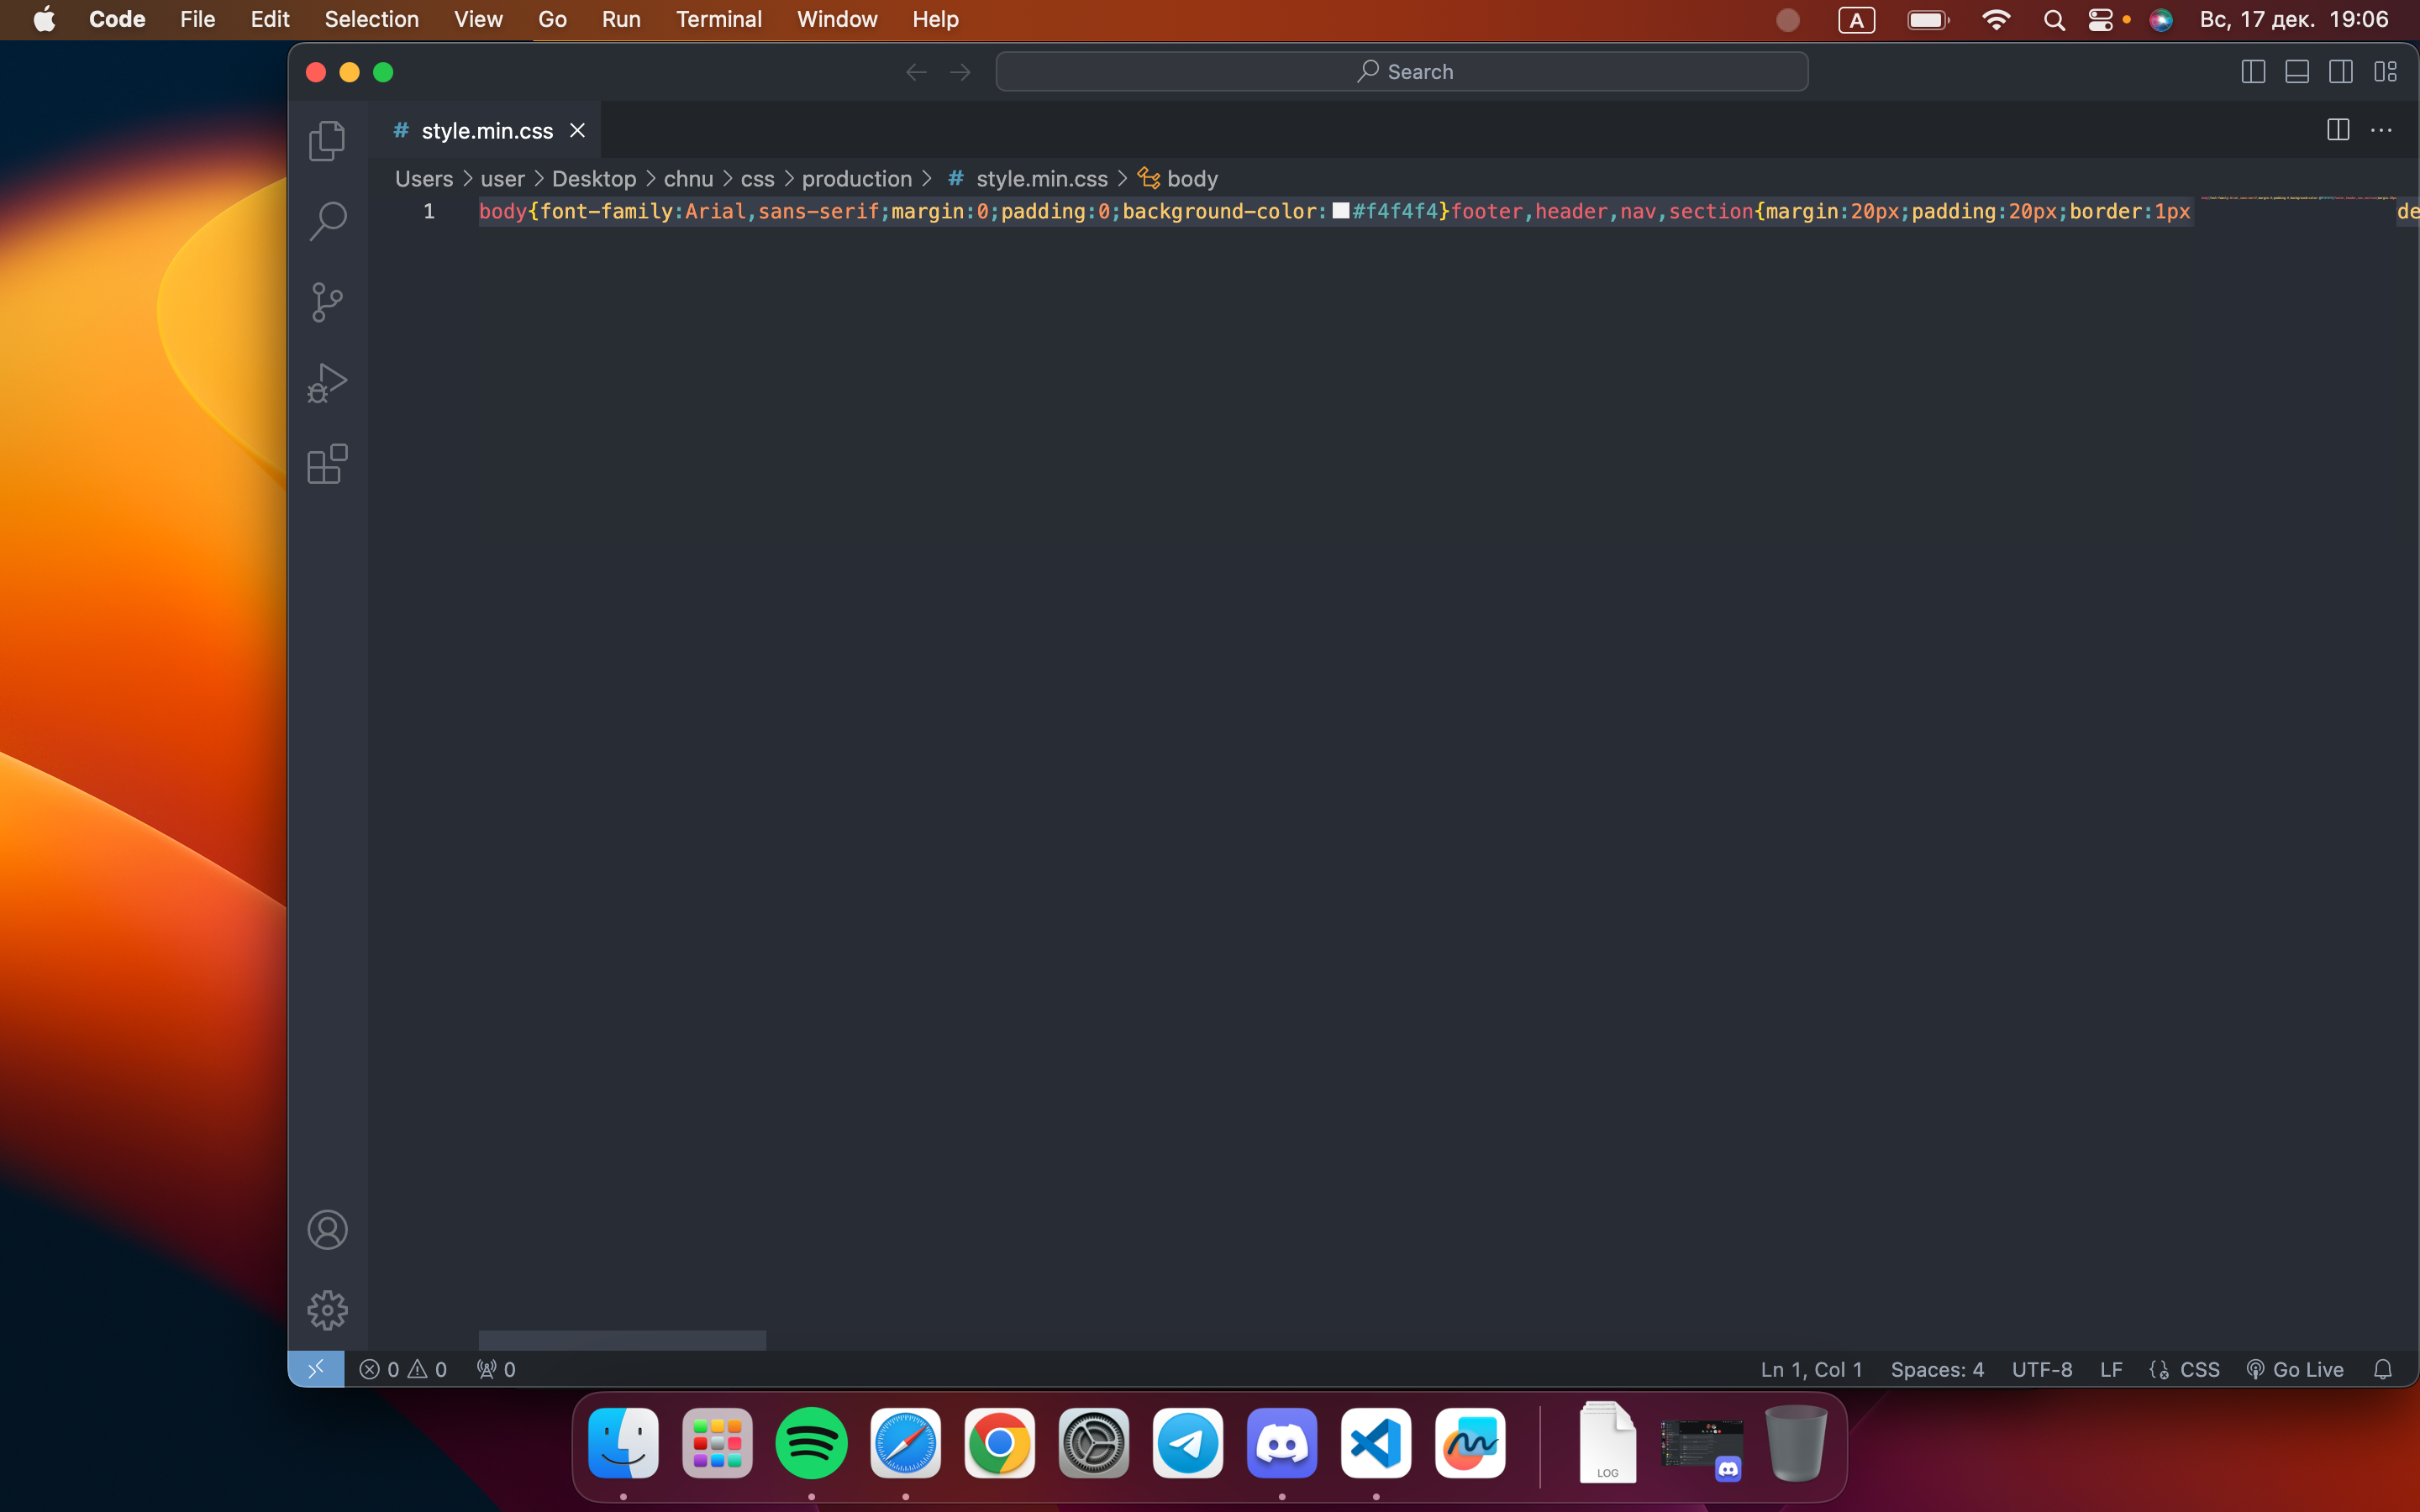 Code File Edit Selection View Go Run Terminal Window Help A Вс, 17 дек. 19:06
Search
# style.min.css
Users > user > Desktop > chnu > css > production > # style.min.css > body
1 body{font-family:Arial,sans-serif;margin:0;padding:0;background-color:#f4f4f4}footer,header,nav,section{margin:20px;padding:20px;border:1px de
0 0 0 Ln 1, Col 1 Spaces: 4 UTF-8 LF CSS Go Live
LOG